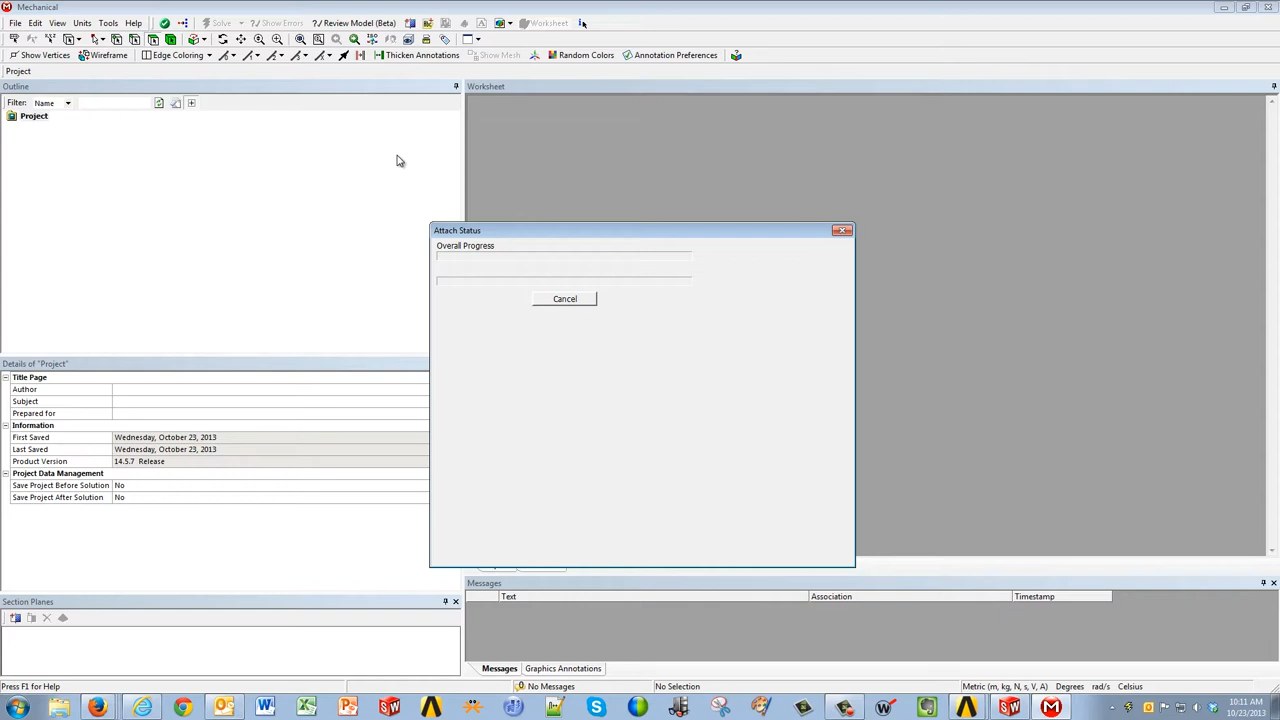 Mechanical
File Edit View Units Tools Help Solve Show Errors Review Model (Beta) Worksheet
Show Vertices Wireframe Edge Coloring Thicken Annotations Show Mesh Random Colors Annotation Preferences
Project
Outline
Filter: Name
Project
Worksheet
Attach Status
Overall Progress
Cancel
Details of "Project"
Title Page
Author
Subject
Prepared for
Information
First Saved Wednesday, October 23, 2013
Last Saved Wednesday, October 23, 2013
Product Version 14.5.7 Release
Project Data Management
Save Project Before Solution No
Save Project After Solution No
Section Planes
Messages
Text Association Timestamp
Messages Graphics Annotations
Press F1 for Help No Messages No Selection Metric (m, kg, N, s, V, A) Degrees rad/s Celsius
10:11 AM
10/23/2013